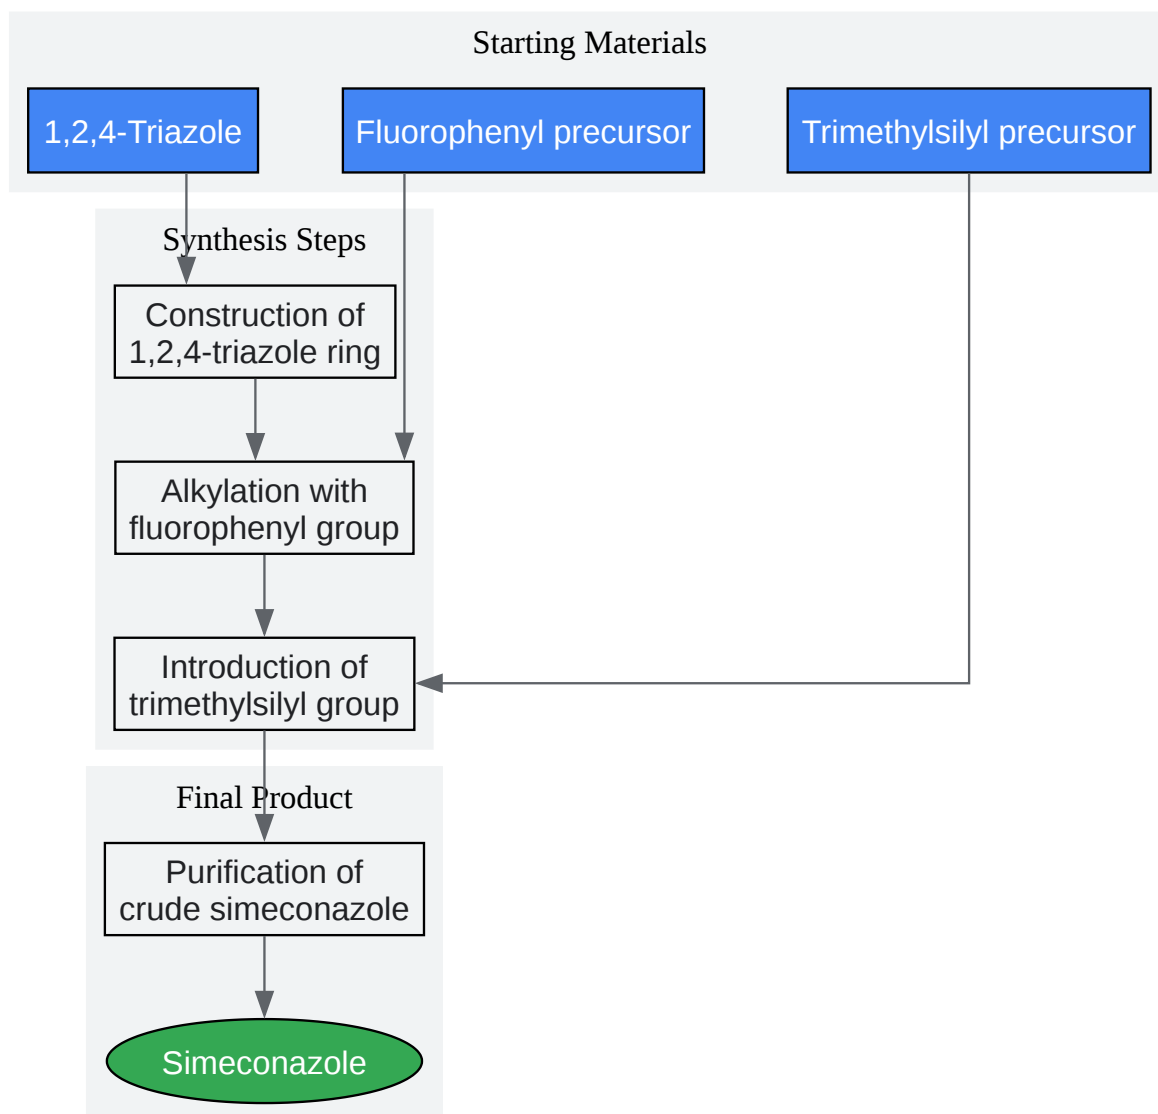 Starting Materials
1,2,4-Triazole
Fluorophenyl precursor
Trimethylsilyl precursor
Synthesis Steps
Construction of
1,2,4-triazole ring
Alkylation with
fluorophenyl group
Introduction of
trimethylsilyl group
Final Product
Purification of
crude simeconazole
Simeconazole